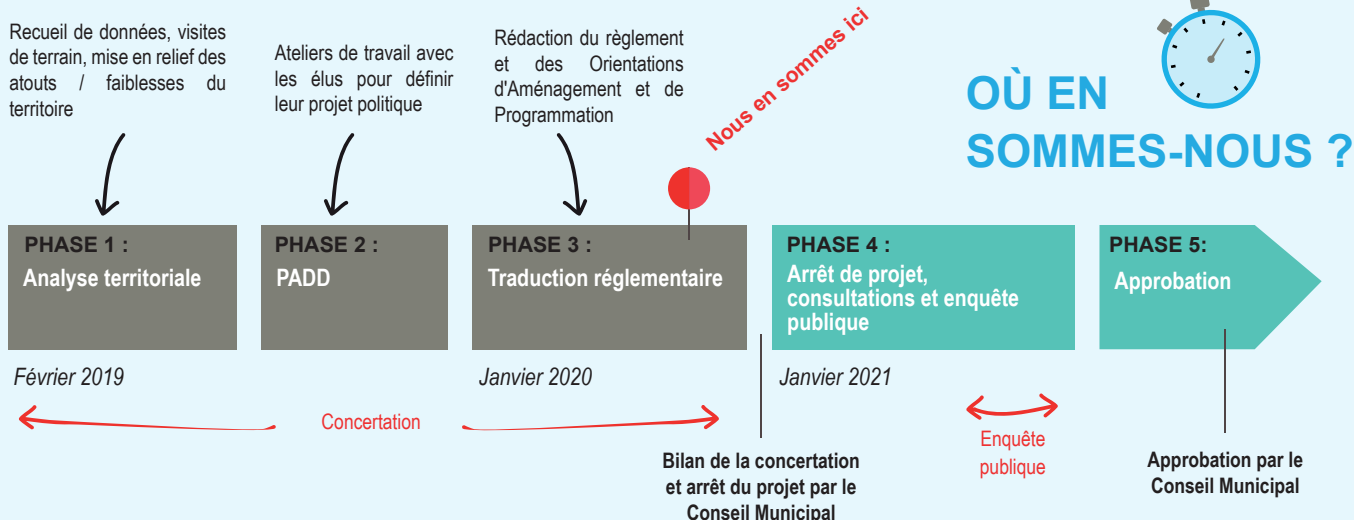 Recueil de données, visites
de terrain, mise en relief des
atouts / faiblesses du
territoire
Ateliers de travail avec
les élus pour définir
leur projet politique
Rédaction du règlement
et des Orientations
d'Aménagement et de
Programmation
Nous en sommes ici
OÙ EN
SOMMES-NOUS ?
PHASE 1 :
Analyse territoriale
PHASE 2 :
PADD
PHASE 3 :
Traduction réglementaire
PHASE 4 :
Arrêt de projet,
consultations et enquête
publique
PHASE 5:
Approbation
Février 2019
Janvier 2020
Janvier 2021
Concertation
Enquête
publique
Bilan de la concertation
et arrêt du projet par le
Conseil Municipal
Approbation par le
Conseil Municipal